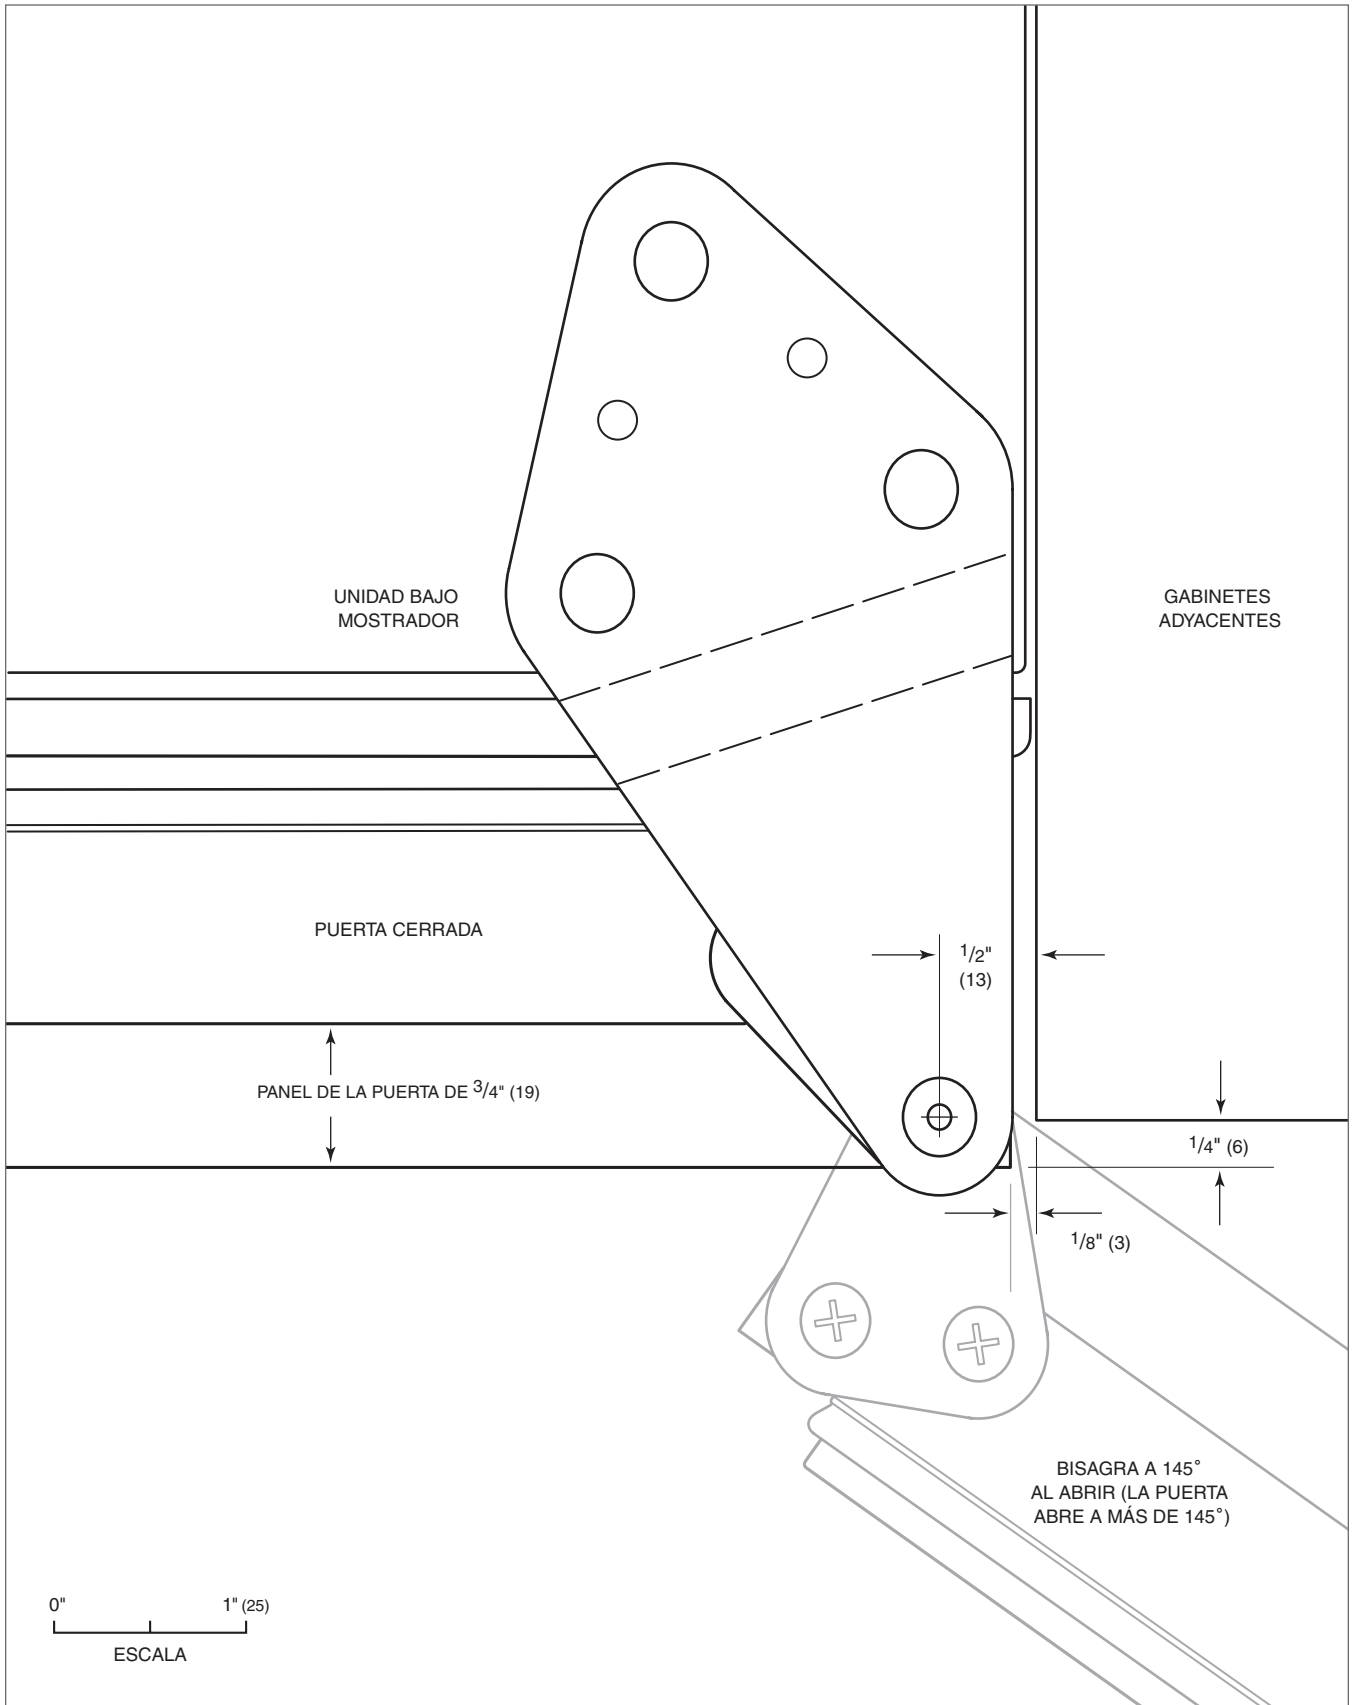 UNIDAD BAJO
MOSTRADOR
GABINETES
ADYACENTES
PUERTA CERRADA
1/2"
(13)
PANEL DE LA PUERTA DE 3/4" (19)
1/4" (6)
1/8" (3)
BISAGRA A 145°
AL ABRIR (LA PUERTA
ABRE A MÁS DE 145°)
0" 1" (25)
ESCALA